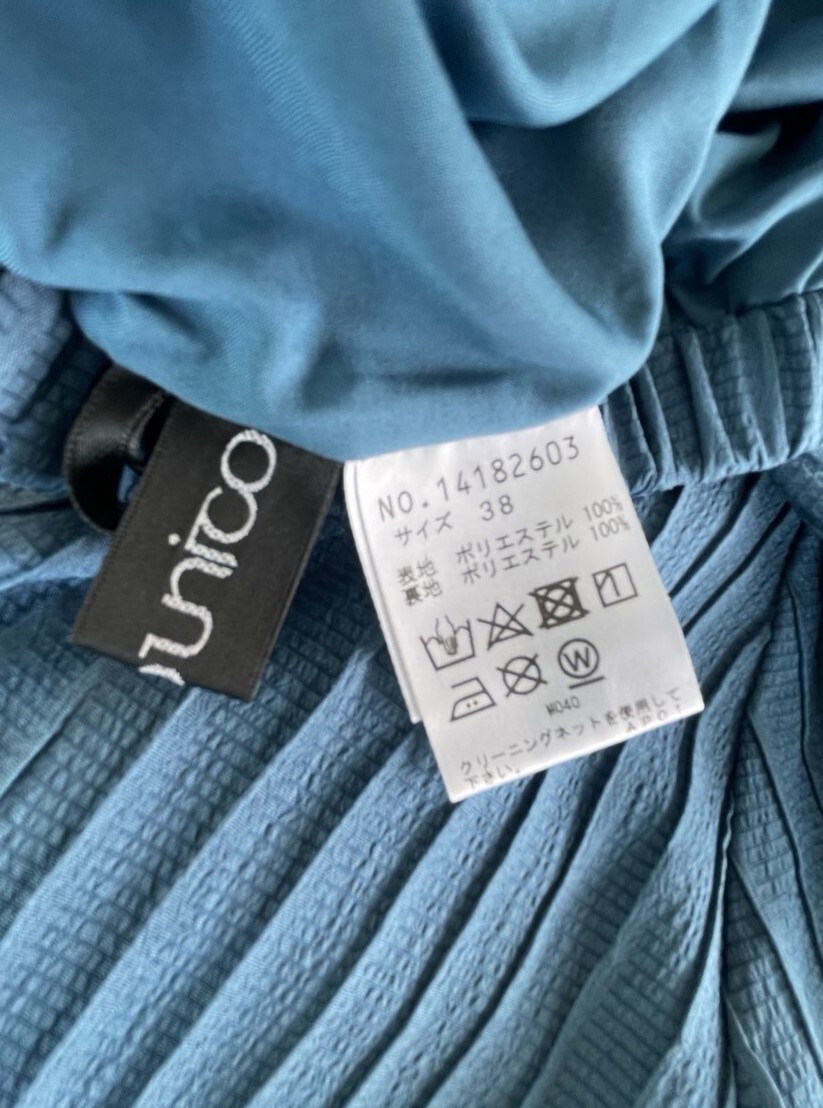 unico
NO.14182603
サイズ 38
表地 ポリエステル 100%
裏地 ポリエステル 100%
W
M040
クリーニングネットを使用して
下さい。